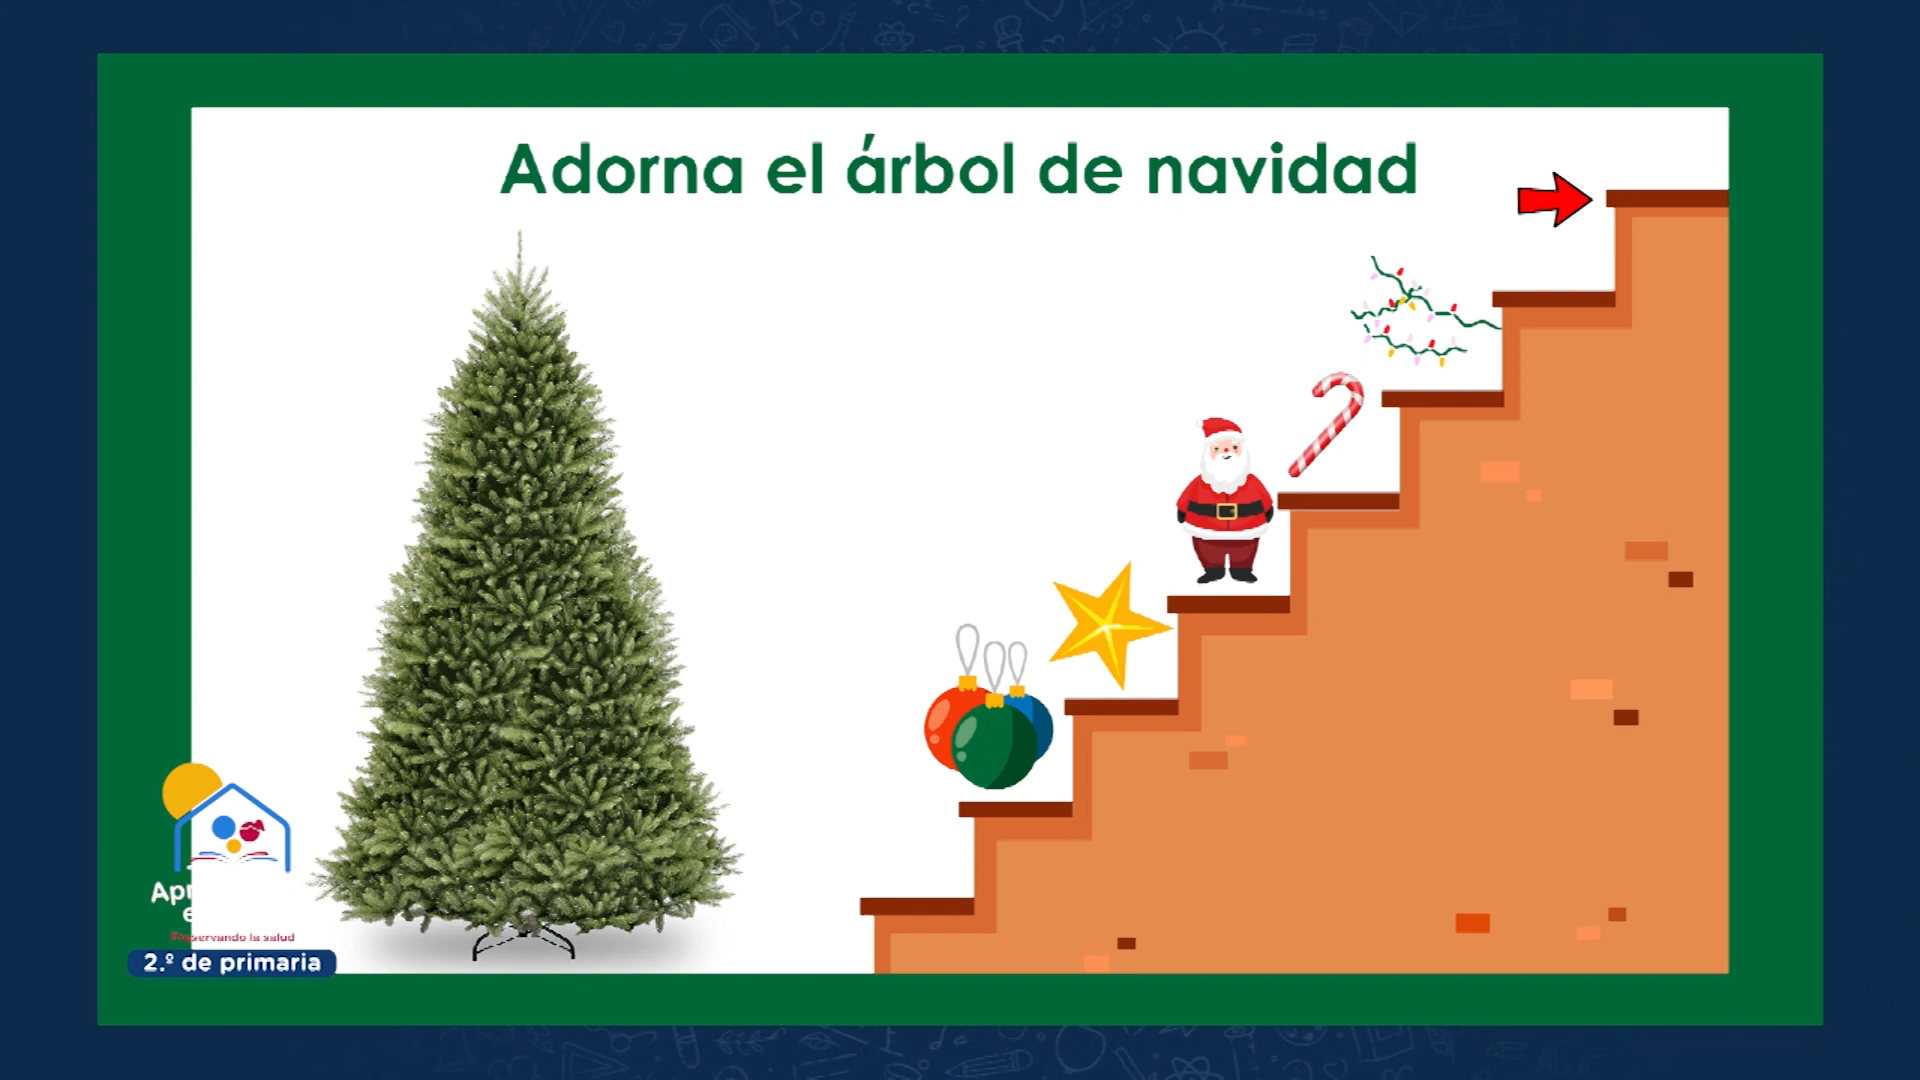 Adorna el árbol de navidad
2.º de primaria